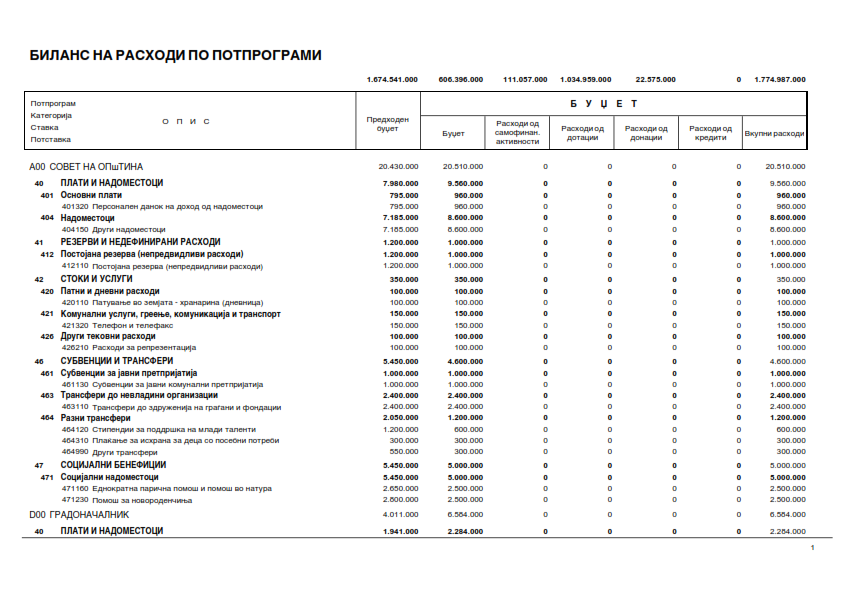 БИЛАНС НА РАСХОДИ ПО ПОТПРОГРАМИ
1.674.541.000 606.396.000 111.057.000 1.034.959.000 22.575.000 0 1.774.987.000
Потпрограм
Категорија
Ставка
Потставка
О П И С
Предходен буџет
Б У Џ Е Т
Буџет
Расходи од самофинан. активности
Расходи од дотации
Расходи од донации
Расходи од кредити
Вкупни расходи
A00 СОВЕТ НА ОПшТИНА 20.430.000 20.510.000 0 0 0 0 20.510.000
40 ПЛАТИ И НАДОМЕСТОЦИ 7.980.000 9.560.000 0 0 0 0 9.560.000
401 Основни плати 795.000 960.000 0 0 0 0 960.000
401320 Персонален данок на доход од надоместоци 795.000 960.000 0 0 0 0 960.000
404 Надоместоци 7.185.000 8.600.000 0 0 0 0 8.600.000
404150 Други надоместоци 7.185.000 8.600.000 0 0 0 0 8.600.000
41 РЕЗЕРВИ И НЕДЕФИНИРАНИ РАСХОДИ 1.200.000 1.000.000 0 0 0 0 1.000.000
412 Постојана резерва (непредвидливи расходи) 1.200.000 1.000.000 0 0 0 0 1.000.000
412110 Постојана резерва (непредвидливи расходи) 1.200.000 1.000.000 0 0 0 0 1.000.000
42 СТОКИ И УСЛУГИ 350.000 350.000 0 0 0 0 350.000
420 Патни и дневни расходи 100.000 100.000 0 0 0 0 100.000
420110 Патување во земјата - хранарина (дневница) 100.000 100.000 0 0 0 0 100.000
421 Комунални услуги, греење, комуникација и транспорт 150.000 150.000 0 0 0 0 150.000
421320 Телефон и телефакс 150.000 150.000 0 0 0 0 150.000
426 Други тековни расходи 100.000 100.000 0 0 0 0 100.000
426210 Расходи за репрезентација 100.000 100.000 0 0 0 0 100.000
46 СУБВЕНЦИИ И ТРАНСФЕРИ 5.450.000 4.600.000 0 0 0 0 4.600.000
461 Субвенции за јавни претпријатија 1.000.000 1.000.000 0 0 0 0 1.000.000
461130 Субвенции за јавни комунални претпријатија 1.000.000 1.000.000 0 0 0 0 1.000.000
463 Трансфери до невладини организации 2.400.000 2.400.000 0 0 0 0 2.400.000
463110 Трансфери до здруженија на граѓани и фондации 2.400.000 2.400.000 0 0 0 0 2.400.000
464 Разни трансфери 2.050.000 1.200.000 0 0 0 0 1.200.000
464120 Стипендии за поддршка на млади таленти 1.200.000 600.000 0 0 0 0 600.000
464310 Плаќање за исхрана за деца со посебни потреби 300.000 300.000 0 0 0 0 300.000
464990 Други трансфери 550.000 300.000 0 0 0 0 300.000
47 СОЦИЈАЛНИ БЕНЕФИЦИИ 5.450.000 5.000.000 0 0 0 0 5.000.000
471 Социјални надоместоци 5.450.000 5.000.000 0 0 0 0 5.000.000
471160 Еднократна парична помош и помош во натура 2.650.000 2.500.000 0 0 0 0 2.500.000
471230 Помош за новороденчиња 2.800.000 2.500.000 0 0 0 0 2.500.000
D00 ГРАДОНАЧАЛНИК 4.011.000 6.584.000 0 0 0 0 6.584.000
40 ПЛАТИ И НАДОМЕСТОЦИ 1.941.000 2.284.000 0 0 0 0 2.284.000
1